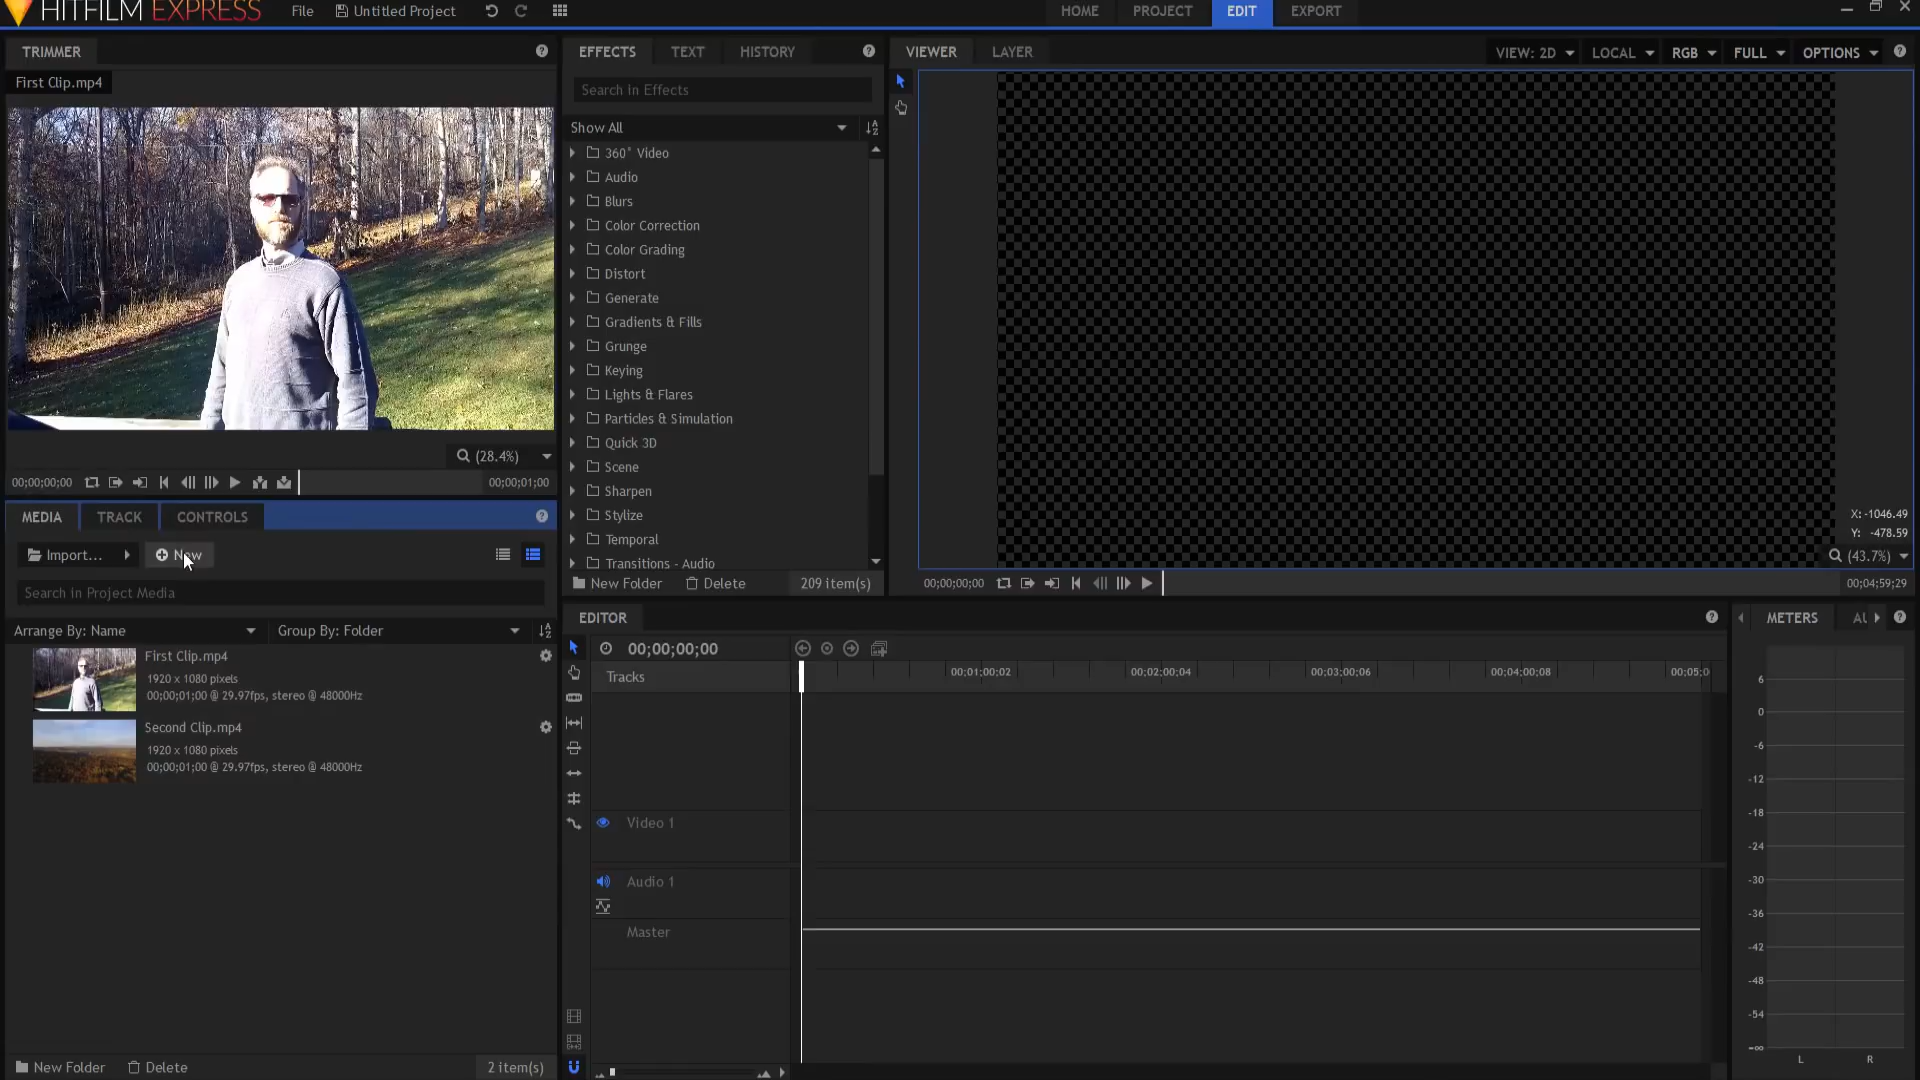 HITFILM EXPRESS File Untitled Project HOME PROJECT EDIT EXPORT
TRIMMER
First Clip.mp4
(28.4%)
00;00;00;00 00;00;01;00
MEDIA TRACK CONTROLS
Import... New
Search in Project Media
Arrange By: Name Group By: Folder
First Clip.mp4
1920 x 1080 pixels
00;00;01;00 @ 29.97fps, stereo @ 48000Hz
Second Clip.mp4
1920 x 1080 pixels
00;00;01;00 @ 29.97fps, stereo @ 48000Hz
New Folder Delete 2 item(s)
EFFECTS TEXT HISTORY
Search in Effects
Show All
360° Video
Audio
Blurs
Color Correction
Color Grading
Distort
Generate
Gradients & Fills
Grunge
Keying
Lights & Flares
Particles & Simulation
Quick 3D
Scene
Sharpen
Stylize
Temporal
Transitions - Audio
New Folder Delete 209 item(s)
VIEWER LAYER VIEW: 2D LOCAL RGB FULL OPTIONS
X: -1046.49
Y: -478.59
(43.7%)
00;00;00;00 00;04;59;29
EDITOR
00;00;00;00
Tracks 00;01;00;02 00;02;00;04 00;03;00;06 00;04;00;08 00;05;0
Video 1
Audio 1
Master
METERS AU
6
0
-6
-12
-18
-24
-30
-36
-42
-48
-54
-∞
L R